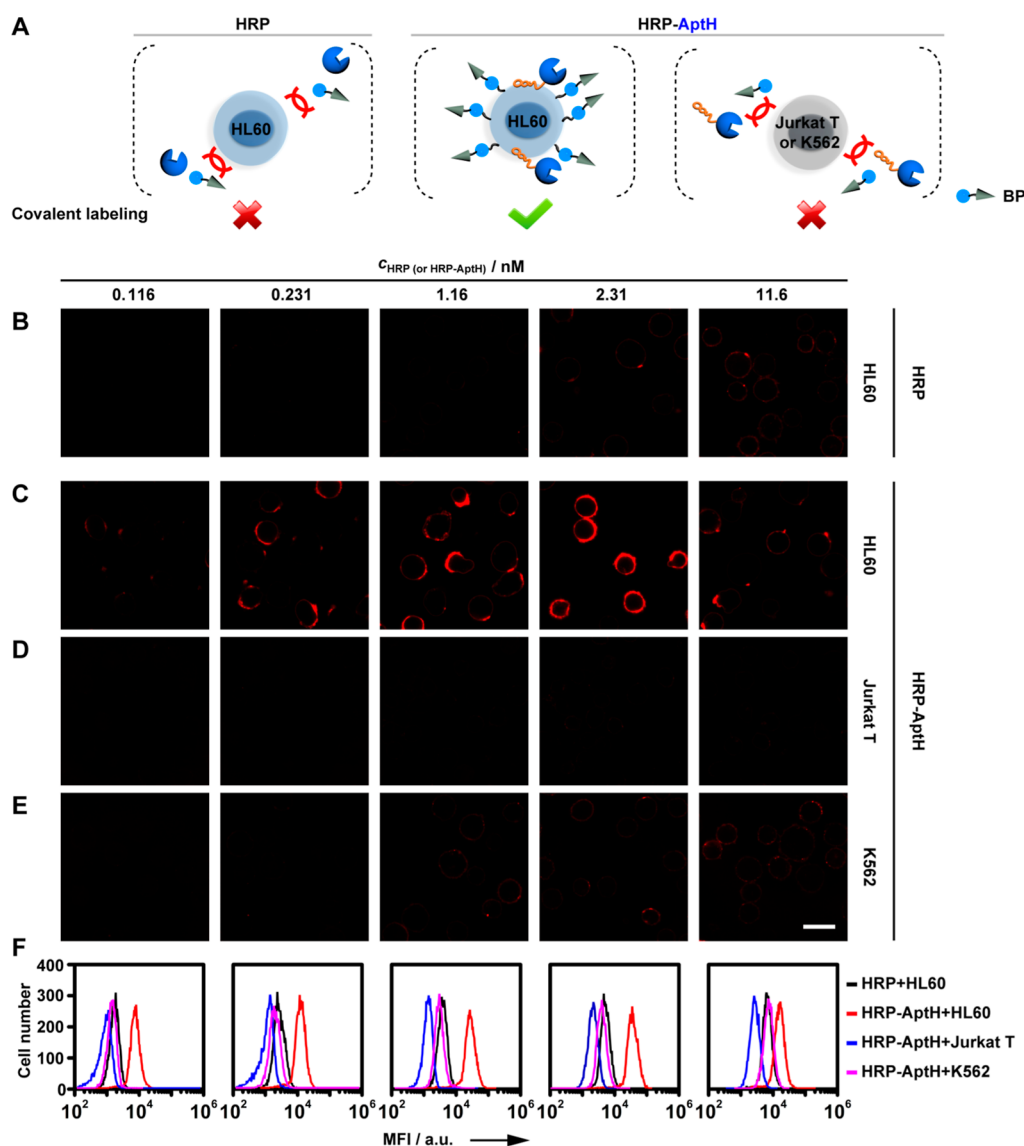 A
HRP
HRP-AptH
HL60
HL60
Jurkat T
or K562
BP
Covalent labeling
cHRP (or HRP-AptH) / nM
0.116 0.231 1.16 2.31 11.6
B
HL60
HRP
C
HL60
D
Jurkat T
HRP-AptH
E
K562
F
Cell number
400
300
200
100
0
10² 10⁴ 10⁶ 10² 10⁴ 10⁶ 10² 10⁴ 10⁶ 10² 10⁴ 10⁶ 10² 10⁴ 10⁶
MFI / a.u.
HRP+HL60
HRP-AptH+HL60
HRP-AptH+Jurkat T
HRP-AptH+K562